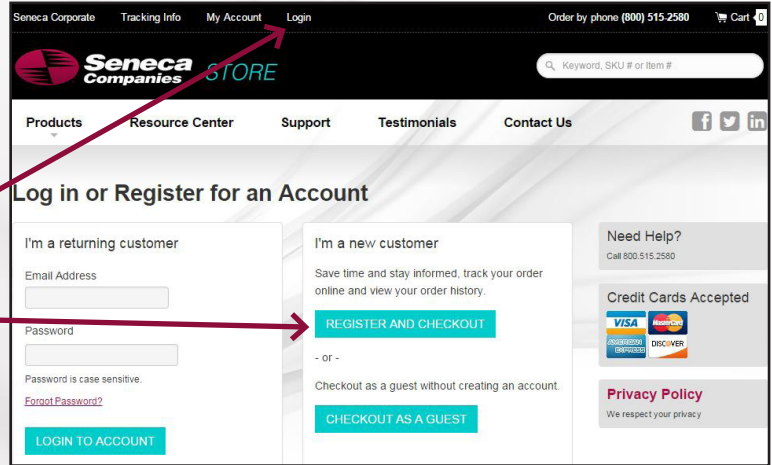 Seneca Corporate Tracking Info My Account Login Order by phone (800) 515-2580 Cart 0
Seneca
Companies STORE
Keyword, SKU # or Item #
Products Resource Center Support Testimonials Contact Us f in
Log in or Register for an Account
I'm a returning customer
Email Address
Password
Password is case sensitive.
Forgot Password?
LOGIN TO ACCOUNT
I'm a new customer
Save time and stay informed, track your order
online and view your order history.
REGISTER AND CHECKOUT
- or -
Checkout as a guest without creating an account.
CHECKOUT AS A GUEST
Need Help?
Call 800.515.2580
Credit Cards Accepted
VISA MasterCard
AMERICAN
EXPRESS DISCOVER
Privacy Policy
We respect your privacy